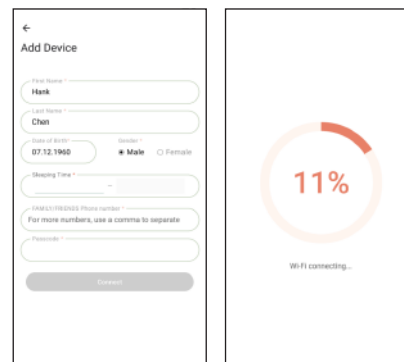 Add Device
First Name *
Hank
Last Name *
Chen
Date of Birth*
07.12.1960
Gender *
Male
Female
Sleeping Time *
–
FAMILY/FRIENDS Phone number *
For more numbers, use a comma to separate
Passcode *
Connect
11%
Wi-Fi connecting...